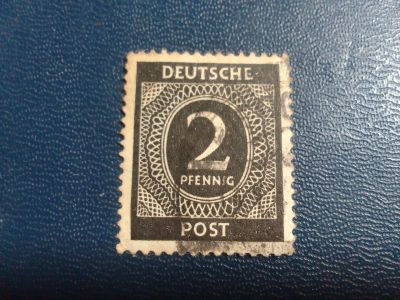 DEUTSCHE
2
PFENNIG
POST